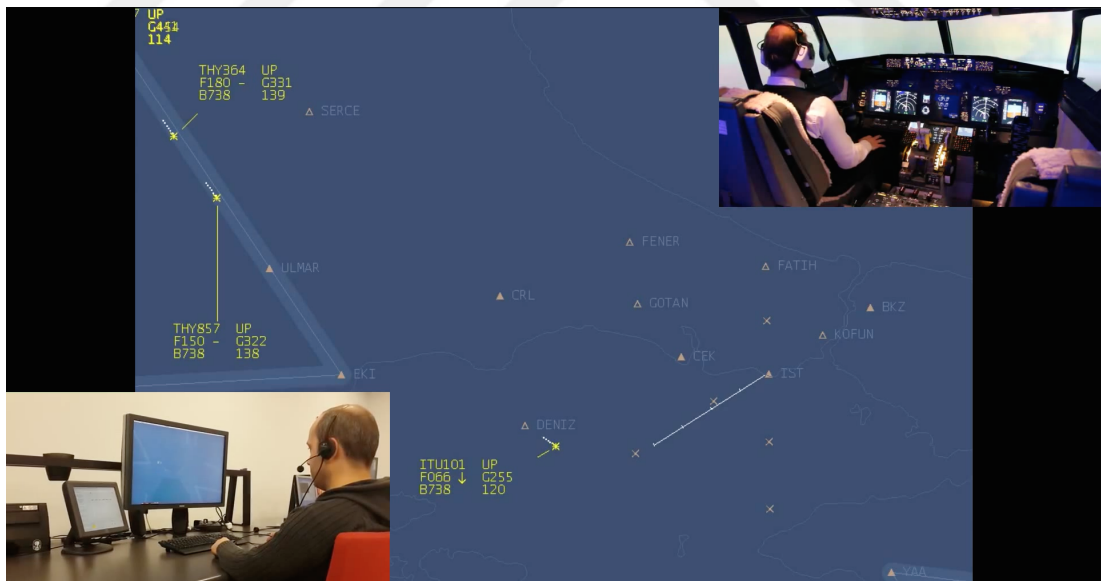 UP
114
THY364 UP
F180 - G331
B738 139
SERCE
FENER
ULMAR
FATIH
CRL
GOTAN
BKZ
THY857 UP
F150 - G322
B738 138
KOFUN
CEK
EKI
IST
DENIZ
ITU101 UP
F066 ↓ G255
B738 120
YAA